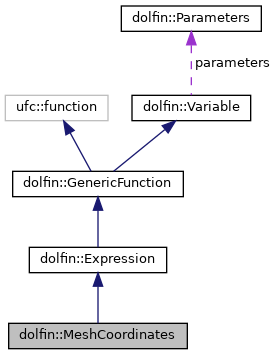 dolfin::Parameters
parameters
ufc::function
dolfin::Variable
dolfin::GenericFunction
dolfin::Expression
dolfin::MeshCoordinates